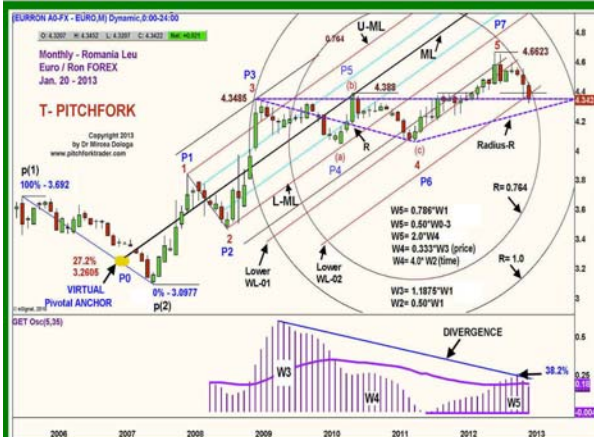 (EURRON A0-FX - EURO,M) Dynamic,0:00-24:00
O: 4.3207 H: 4.3452 L: 4.3207 C: 4.3422 Net: +0.021
Monthly - Romania Leu
Euro / Ron FOREX
Jan. 20 - 2013
T- PITCHFORK
Copyright 2013
by Dr Mircea Dologa
www.pitchforktrader.com
0.764
U-ML
ML
P7
P3
3
4.3485
P5
(b)
4.388
5
4.6623
R
(a)
P4
(c)
4
P6
Radius-R
P1
1
2
P2
L-ML
Lower
WL-01
Lower
WL-02
R= 0.764
R= 1.0
p(1)
100% - 3.692
27.2%
3.2605
P0
VIRTUAL
Pivotal ANCHOR
0% - 3.0977
p(2)
W5= 0.786*W1
W5= 0.50*W0-3
W5= 2.0*W4
W4= 0.333*W3 (price)
W4= 4.0* W2 (time)
W3= 1.1875*W1
W2= 0.50*W1
4.8
4.6
4.4
4.342
4.2
4
3.8
3.6
3.4
3.2
3
GET Osc(5,35)
DIVERGENCE
38.2%
W3
W4
W5
0.5
0.25
-0.004
2006 2007 2008 2009 2010 2011 2012 2013